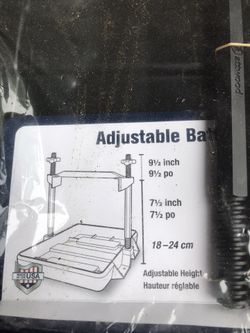 Adjustable Bat
9½ inch
9½ po
7½ inch
7½ po
18–24 cm
Adjustable Height
Hauteur réglable
USA